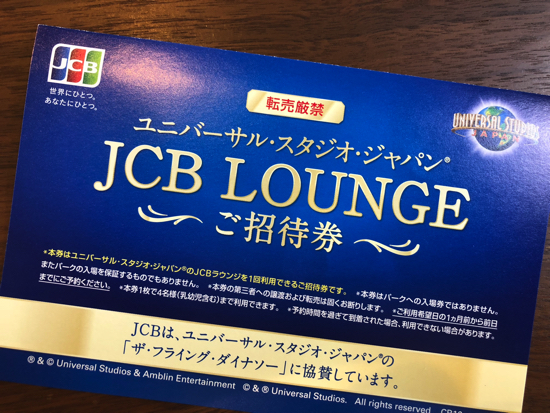 JCB
世界にひとつ。
あなたにひとつ。
転売厳禁
UNIVERSAL STUDIOS
JAPAN
ユニバーサル・スタジオ・ジャパン®
JCB LOUNGE
ご招待券
*本券はユニバーサル・スタジオ・ジャパン®のJCBラウンジを1回利用できるご招待券です。 *本券はパークへの入場券ではありません。
またパークの入場を保証するものでもありません。 *本券の第三者への譲渡および転売は固くお断りします。 *ご利用希望日の1ヵ月前から前日
までにご予約ください。 *本券1枚で4名様(乳幼児含む)まで利用できます。 *予約時間を過ぎて到着された場合、利用できない場合があります。
JCBは、ユニバーサル・スタジオ・ジャパン®の
「ザ・フライング・ダイナソー」に協賛しています。
® & © Universal Studios & Amblin Entertainment © & ® Universal Studios. All rights reserved.